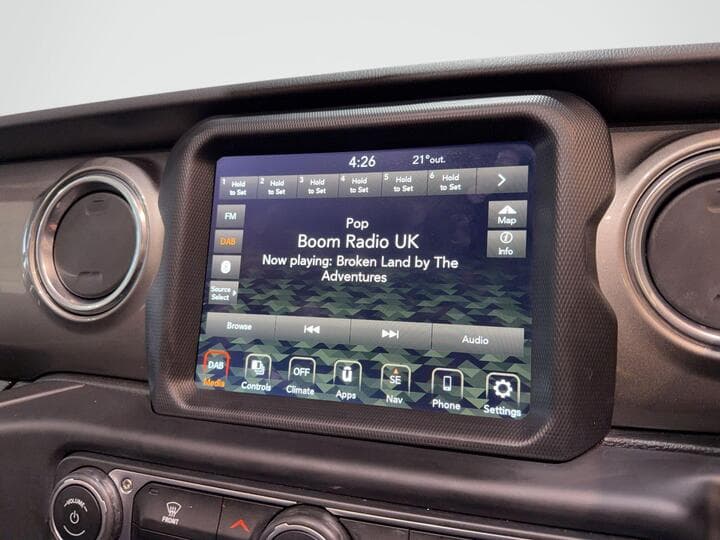 4:26 21°out.
1 Hold to Set 2 Hold to Set 3 Hold to Set 4 Hold to Set 5 Hold to Set 6 Hold to Set
FM
DAB
Source
Select
Pop
Boom Radio UK
Now playing: Broken Land by The
Adventures
Map
Info
Browse Audio
DAB OFF SE
Media Controls Climate Apps Nav Phone Settings
VOLUME
FRONT